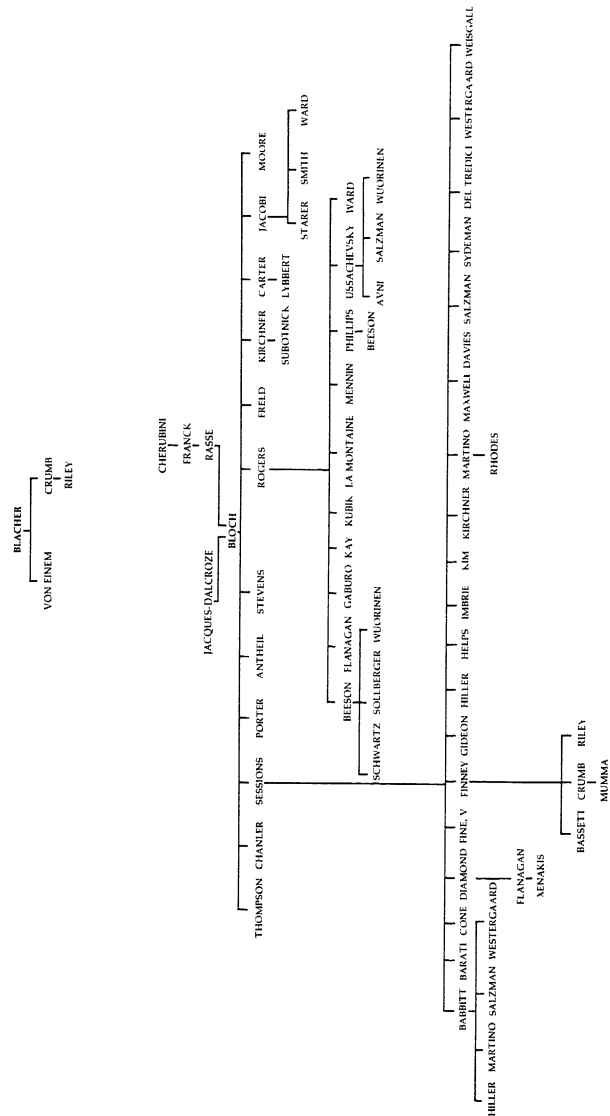 BLACHER
VON EINEM CRUMB
RILEY
CHERUBINI
FRANCK
JACQUES-DALCROZE RASSE
BLOCH
THOMPSON CHANLER SESSIONS PORTER ANTHEIL STEVENS ROGERS FREED KIRCHNER CARTER JACOBI MOORE
SUBOTNICK LYBBERT
STARER SMITH WARD
BEESON FLANAGAN GABURO KAY KUBIK LA MONTAINE MENNIN PHILLIPS USSACHEVSKY WARD
SCHWARTZ SOLLBERGER WUORINEN BEESON AVNI SALZMAN WUORINEN
BABBITT BARATI CONE DIAMOND FINE, V FINNEY GIDEON HILLER HELPS IMBRIE KIM KIRCHNER MARTINO MAXWELL DAVIES SALZMAN SYDEMAN DEL TREDICI WESTERGAARD WEISGALL
HILLER MARTINO SALZMAN WESTERGAARD
FLANAGAN
XENAKIS
RHODES
BASSETT CRUMB RILEY
MUMMA